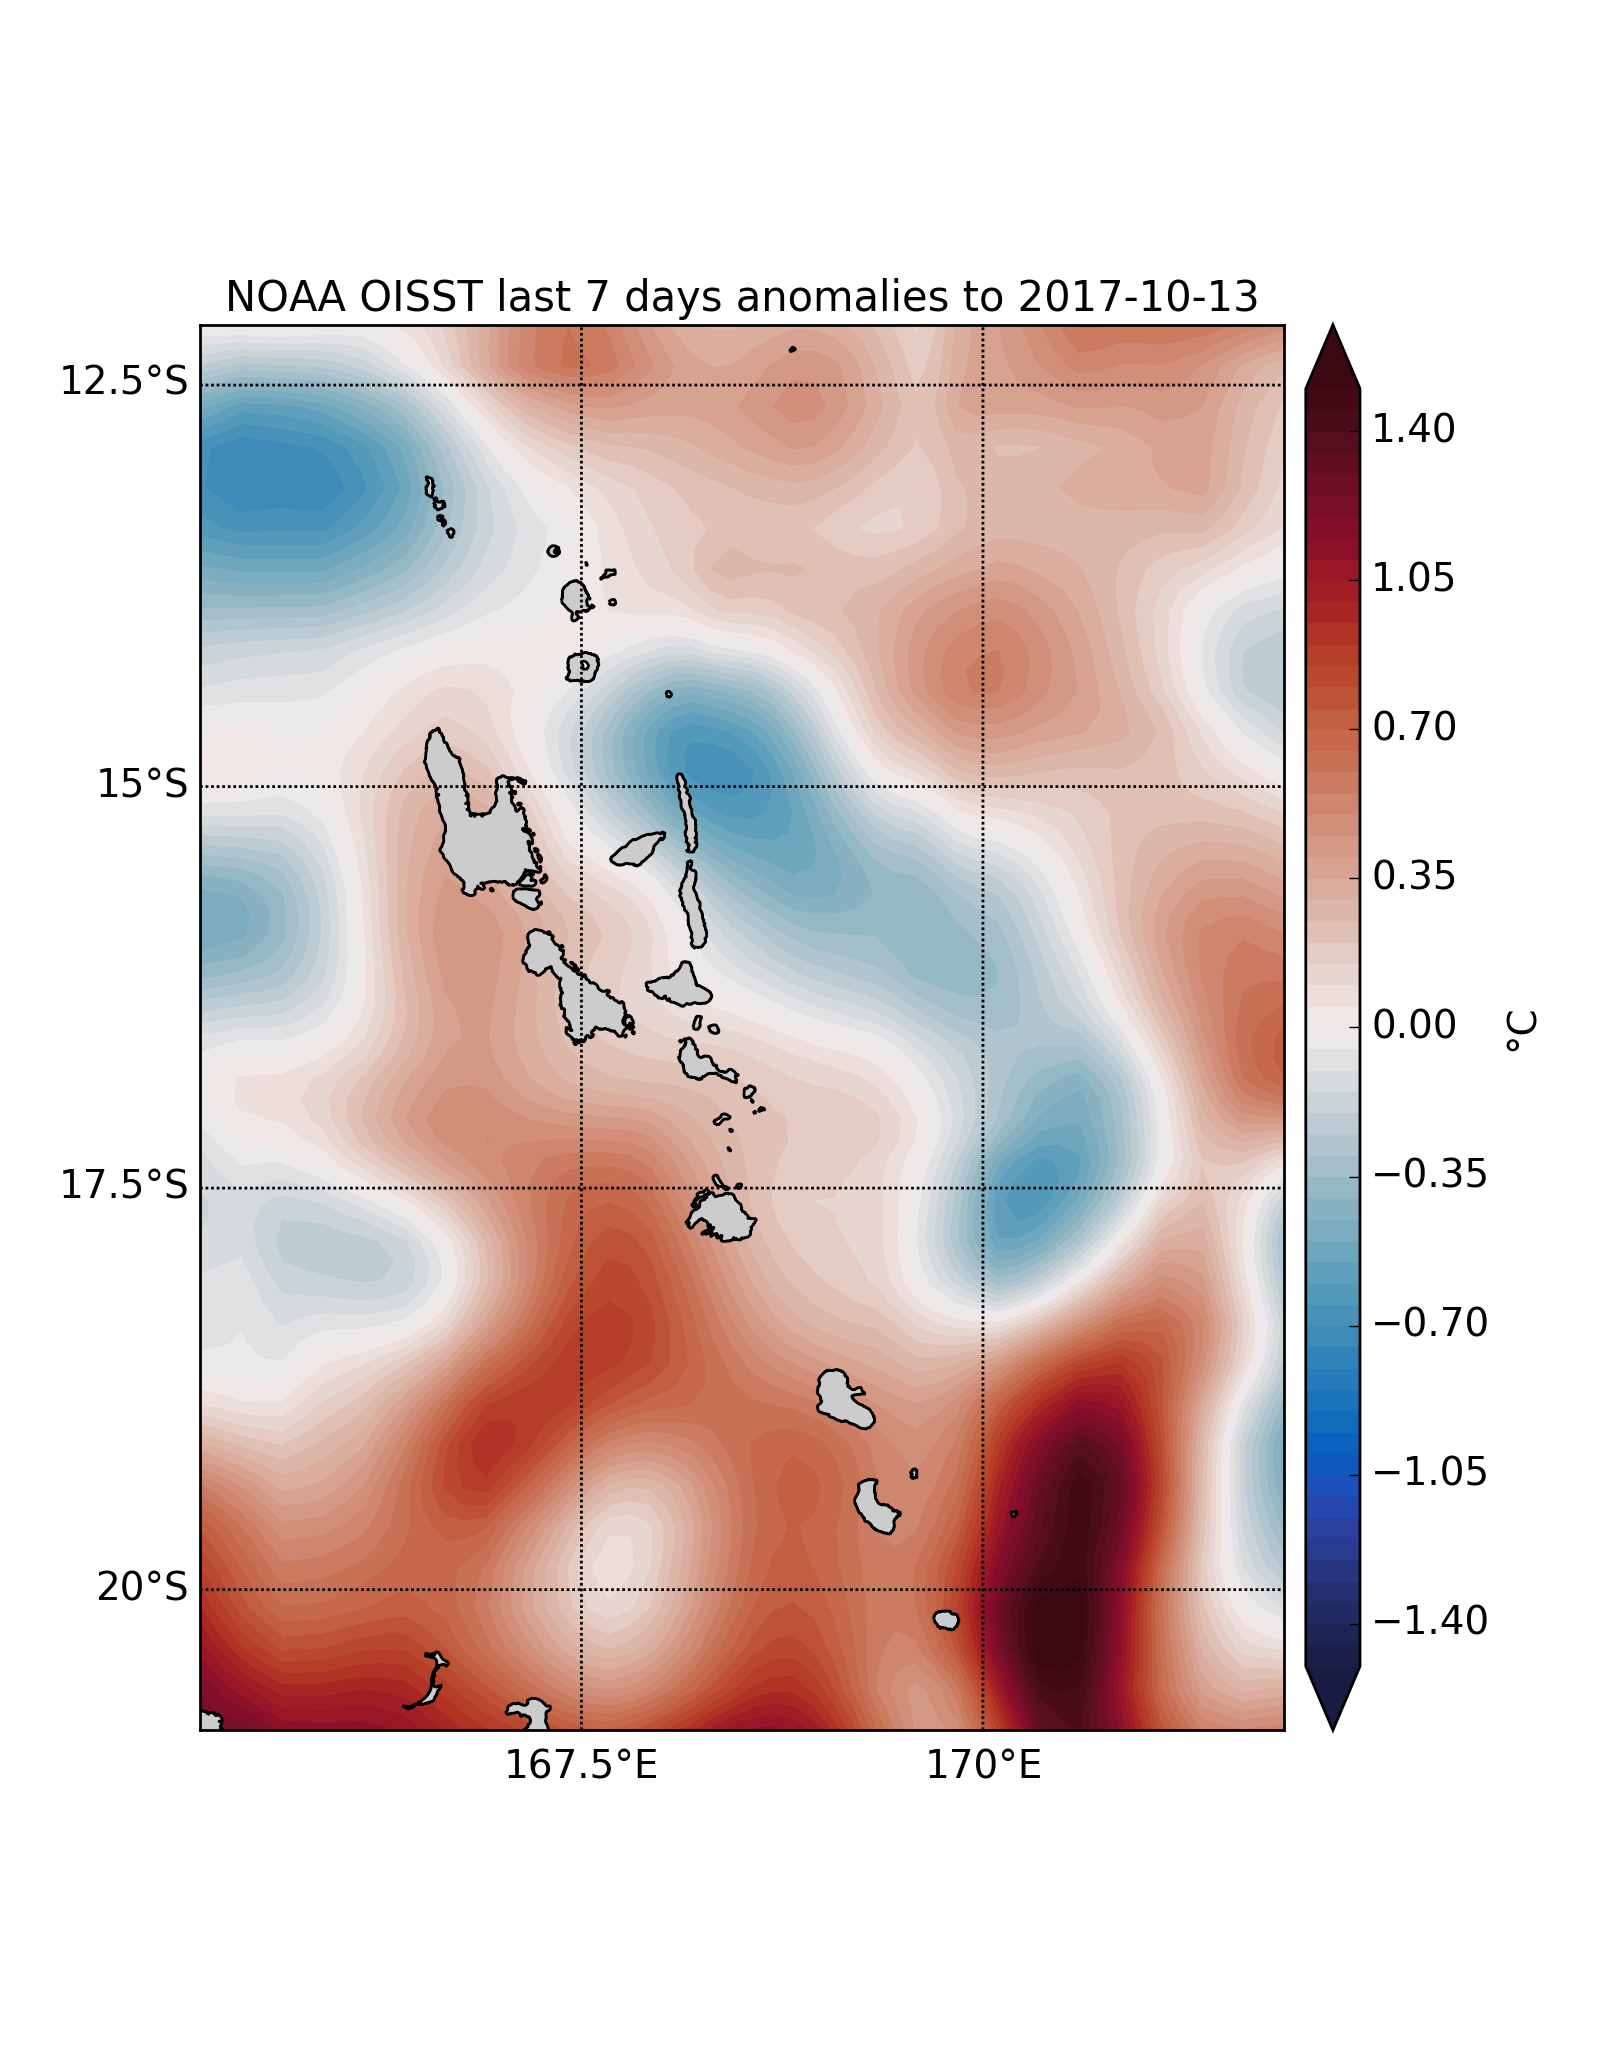 NOAA OISST last 7 days anomalies to 2017-10-13
12.5°S
15°S
17.5°S
20°S
167.5°E
170°E
1.40
1.05
0.70
0.35
0.00
−0.35
−0.70
−1.05
−1.40
°C